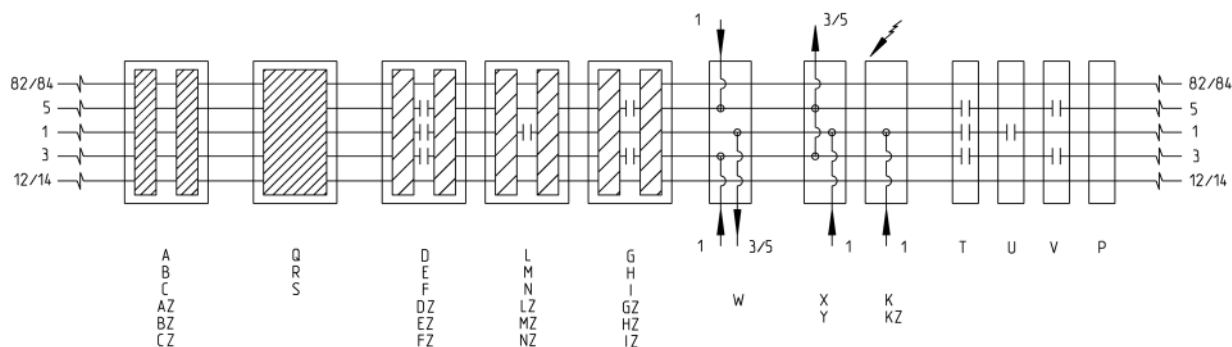 1 3/5
82/84 82/84
5 5
1 1
3 3
12/14 12/14
1 3/5 1 1 T U V P
A Q D L G
B R E M H W X K
C S F N I Y KZ
AZ DZ LZ GZ
BZ EZ MZ HZ
CZ FZ NZ IZ